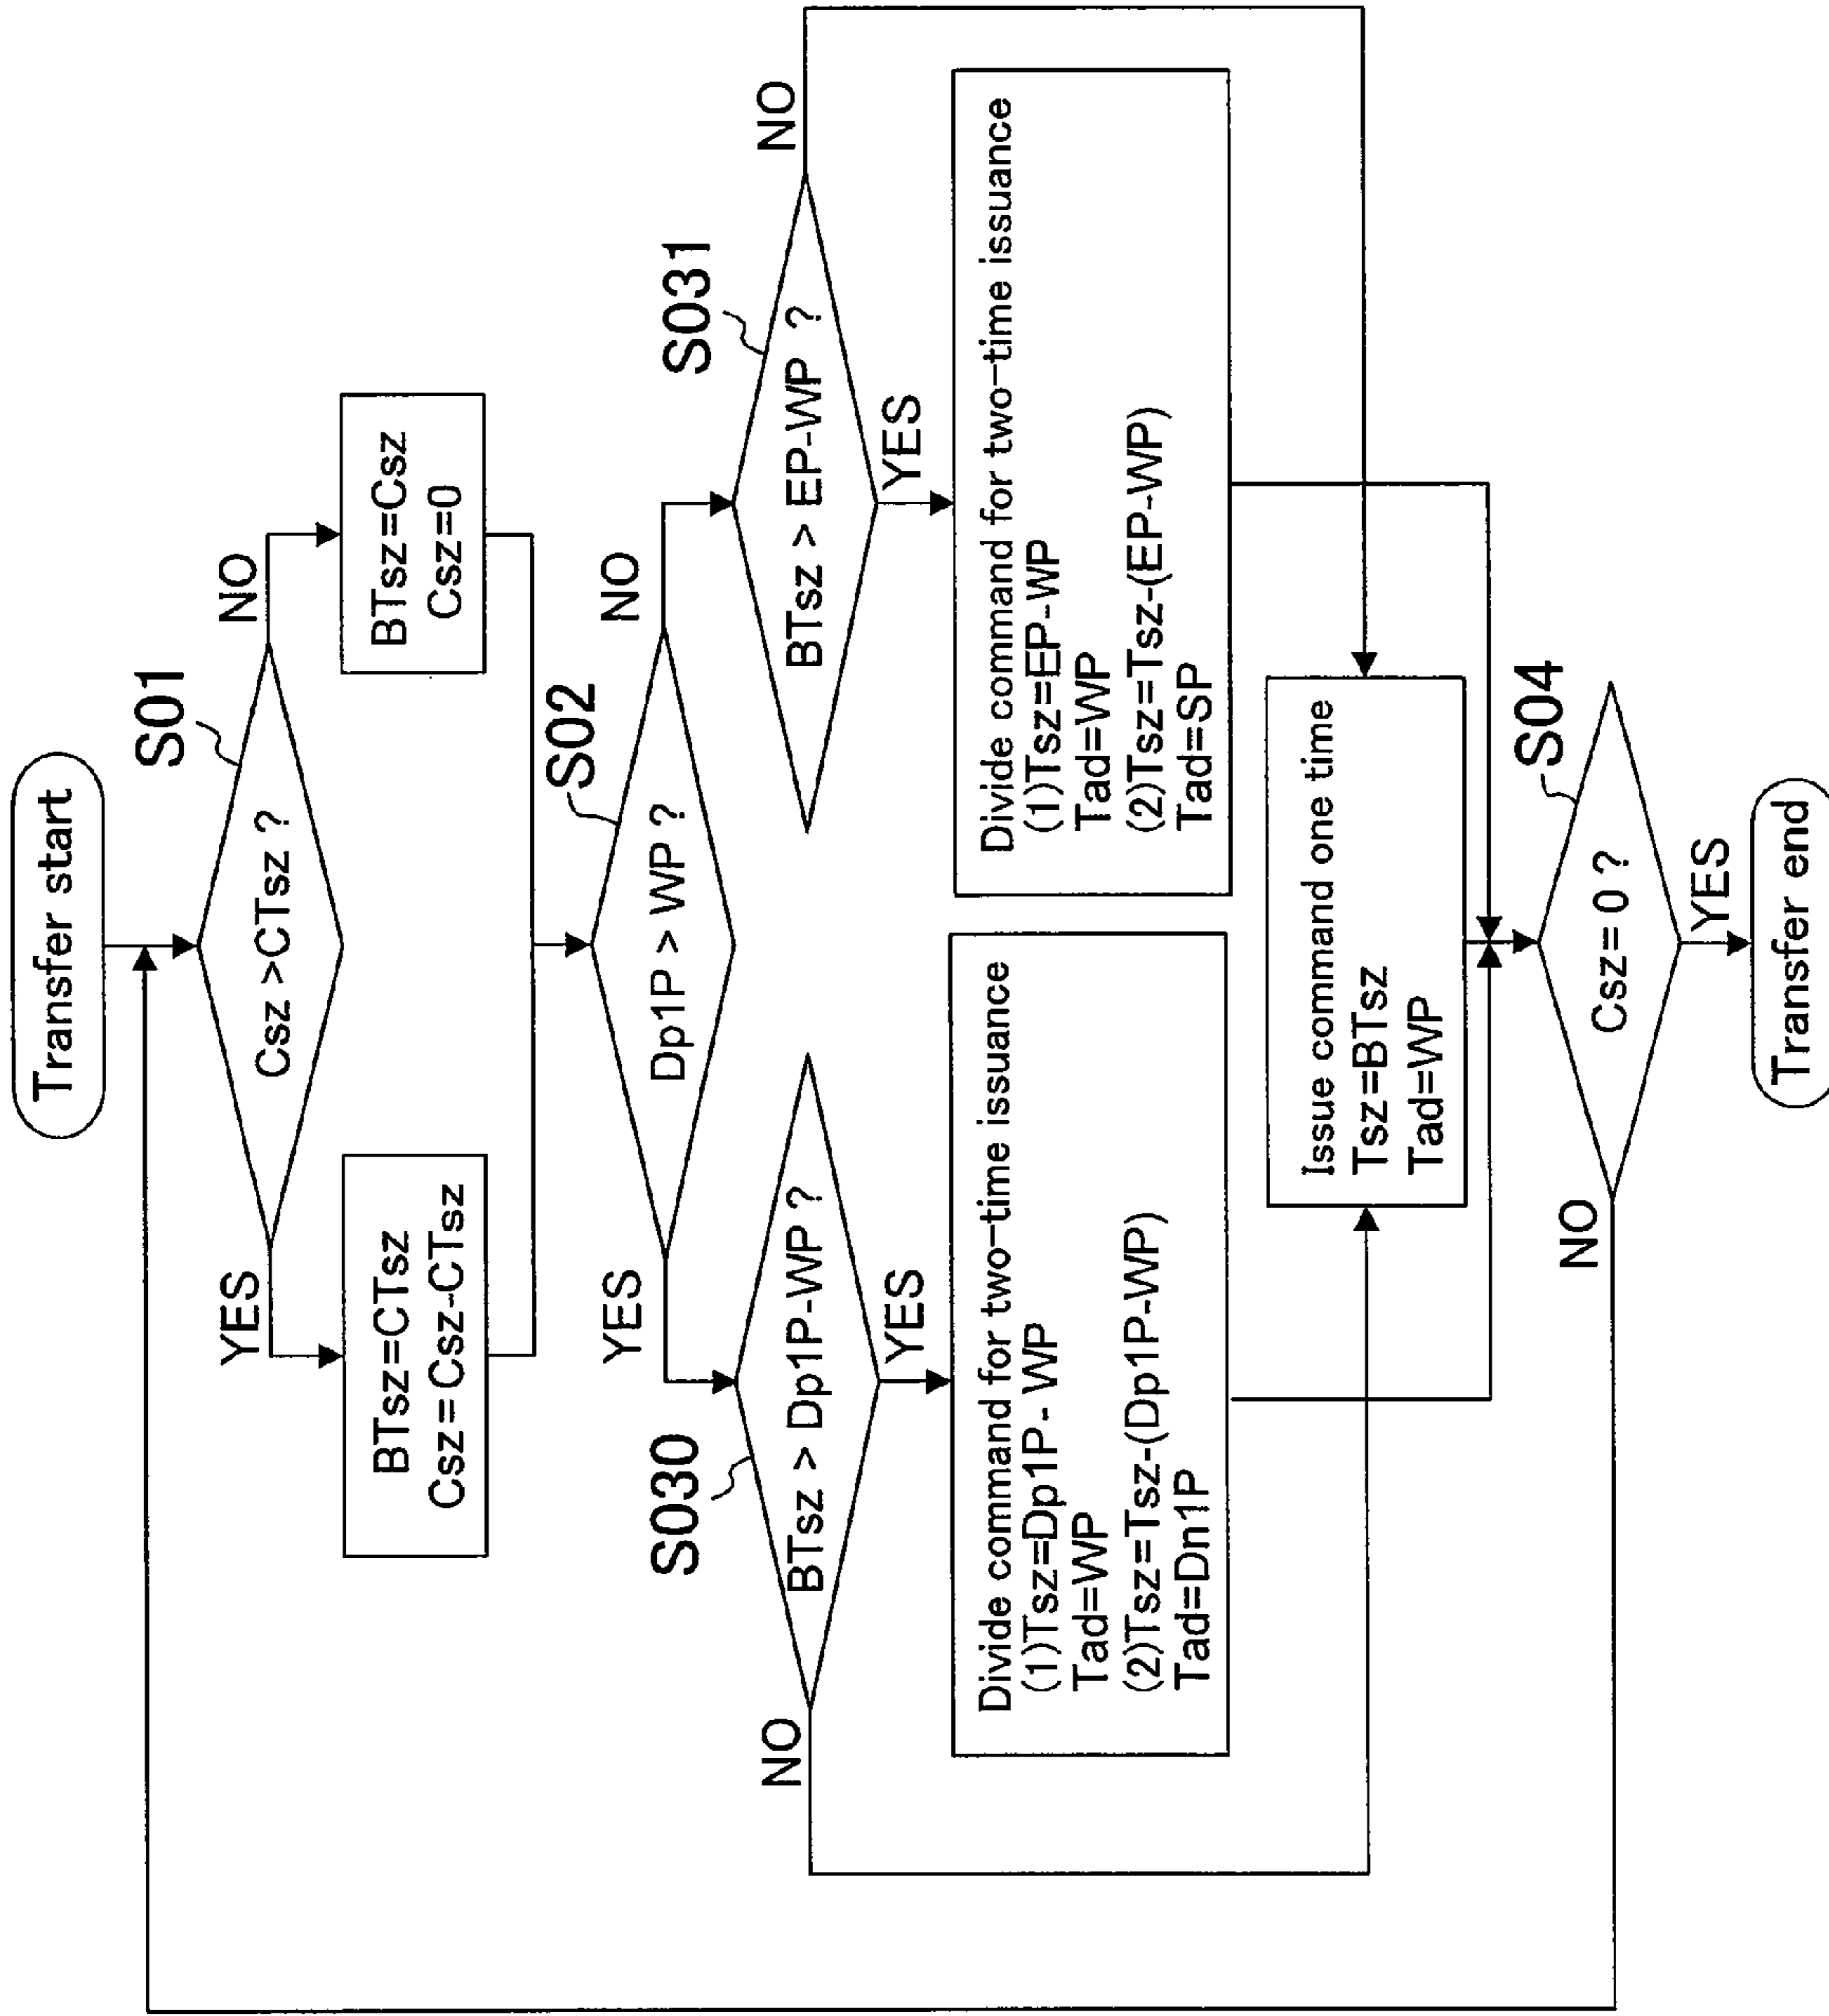 Transfer start
S01
Csz >CTsz ?
YES
NO
BTsz=CTsz
Csz=Csz-CTsz
BTsz=Csz
Csz=0
S02
Dp1P > WP ?
YES
NO
S030
BTsz > Dp1P-WP ?
NO
YES
S031
BTsz > EP-WP ?
NO
YES
Divide command for two-time issuance
(1)Tsz=Dp1P-WP
Tad=WP
(2)Tsz=Tsz-(Dp1P-WP)
Tad=Dn1P
Divide command for two-time issuance
(1)Tsz=EP-WP
Tad=WP
(2)Tsz=Tsz-(EP-WP)
Tad=SP
Issue command one time
Tsz=BTsz
Tad=WP
S04
Csz=0 ?
NO
YES
Transfer end